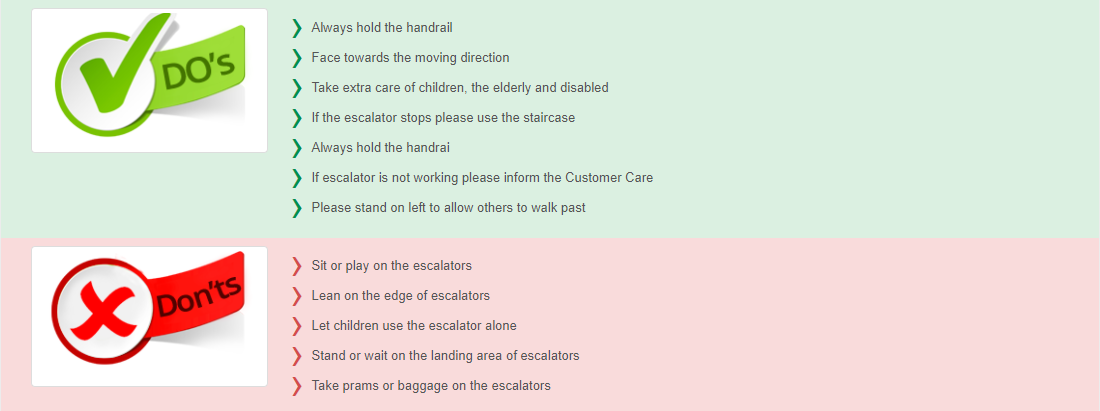 DO's
Always hold the handrail
Face towards the moving direction
Take extra care of children, the elderly and disabled
If the escalator stops please use the staircase
Always hold the handrai
If escalator is not working please inform the Customer Care
Please stand on left to allow others to walk past
Don'ts
Sit or play on the escalators
Lean on the edge of escalators
Let children use the escalator alone
Stand or wait on the landing area of escalators
Take prams or baggage on the escalators